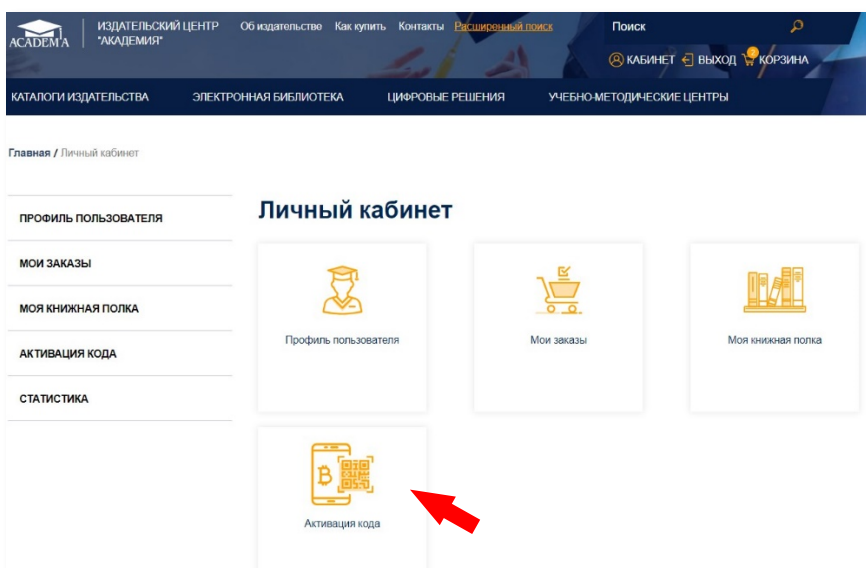 ACADEMA
ИЗДАТЕЛЬСКИЙ ЦЕНТР
"АКАДЕМИЯ"
Об издательстве Как купить Контакты Расширенный поиск
Поиск
КАБИНЕТ ВЫХОД 2 КОРЗИНА
КАТАЛОГИ ИЗДАТЕЛЬСТВА ЭЛЕКТРОННАЯ БИБЛИОТЕКА ЦИФРОВЫЕ РЕШЕНИЯ УЧЕБНО-МЕТОДИЧЕСКИЕ ЦЕНТРЫ
Главная / Личный кабинет
ПРОФИЛЬ ПОЛЬЗОВАТЕЛЯ
МОИ ЗАКАЗЫ
МОЯ КНИЖНАЯ ПОЛКА
АКТИВАЦИЯ КОДА
СТАТИСТИКА
Личный кабинет
Профиль пользователя
Мои заказы
Моя книжная полка
Активация кода